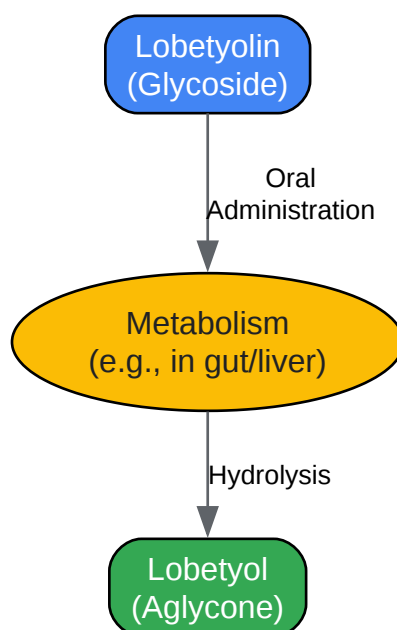 Lobetyolin
(Glycoside)
Oral
Administration
Metabolism
(e.g., in gut/liver)
Hydrolysis
Lobetyol
(Aglycone)